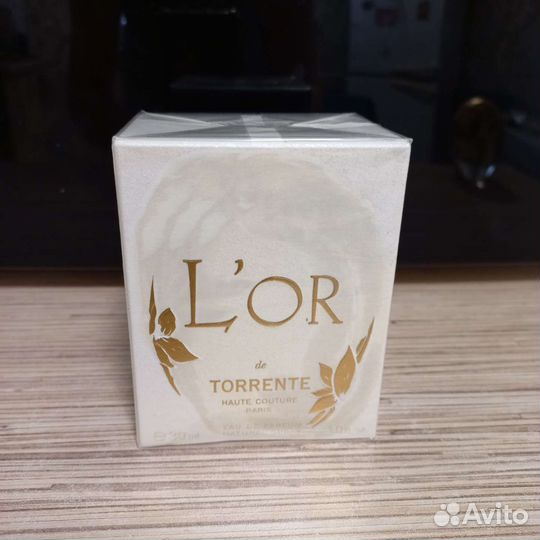 L'OR
de
TORRENTE
HAUTE COUTURE
PARIS
EAU DE PARFUM
Avito